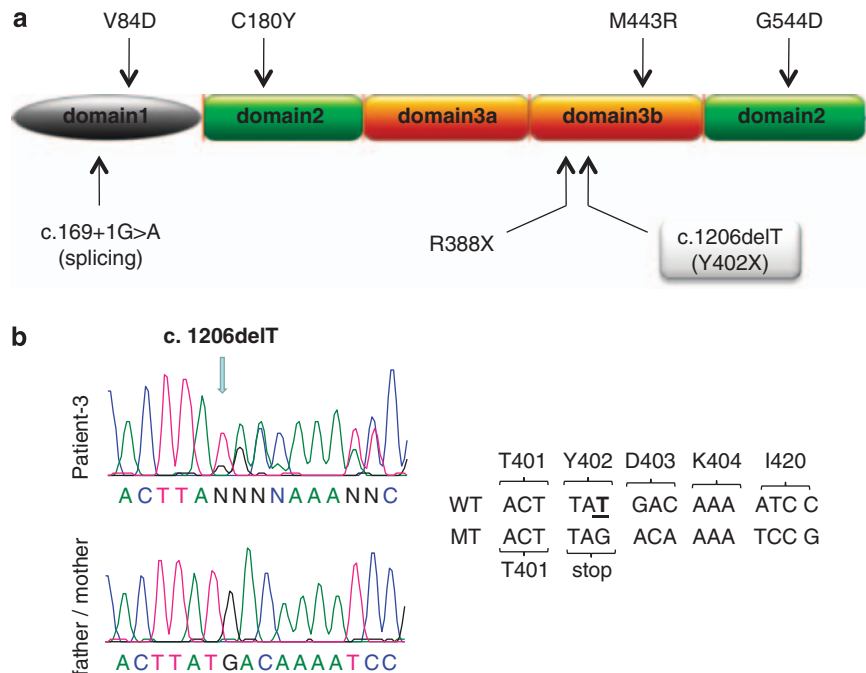 a
V84D C180Y M443R G544D
domain1 domain2 domain3a domain3b domain2
c.169+1G>A
(splicing)
R388X
c.1206delT
(Y402X)
b
c. 1206delT
Patient-3
ACTTANNNNAAANNC
father / mother
ACTTATGACAAAATCC
T401 Y402 D403 K404 I420
WT ACT TAT GAC AAA ATC C
MT ACT TAG ACA AAA TCC G
T401 stop